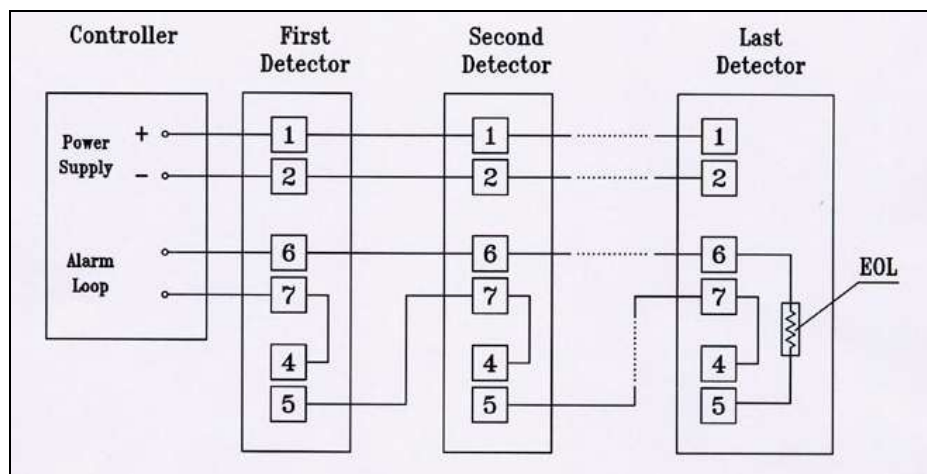 Controller
First
Detector
Second
Detector
Last
Detector
Power
Supply
+
−
1
1
1
2
2
2
Alarm
Loop
6
6
6
7
7
7
EOL
4
4
4
5
5
5